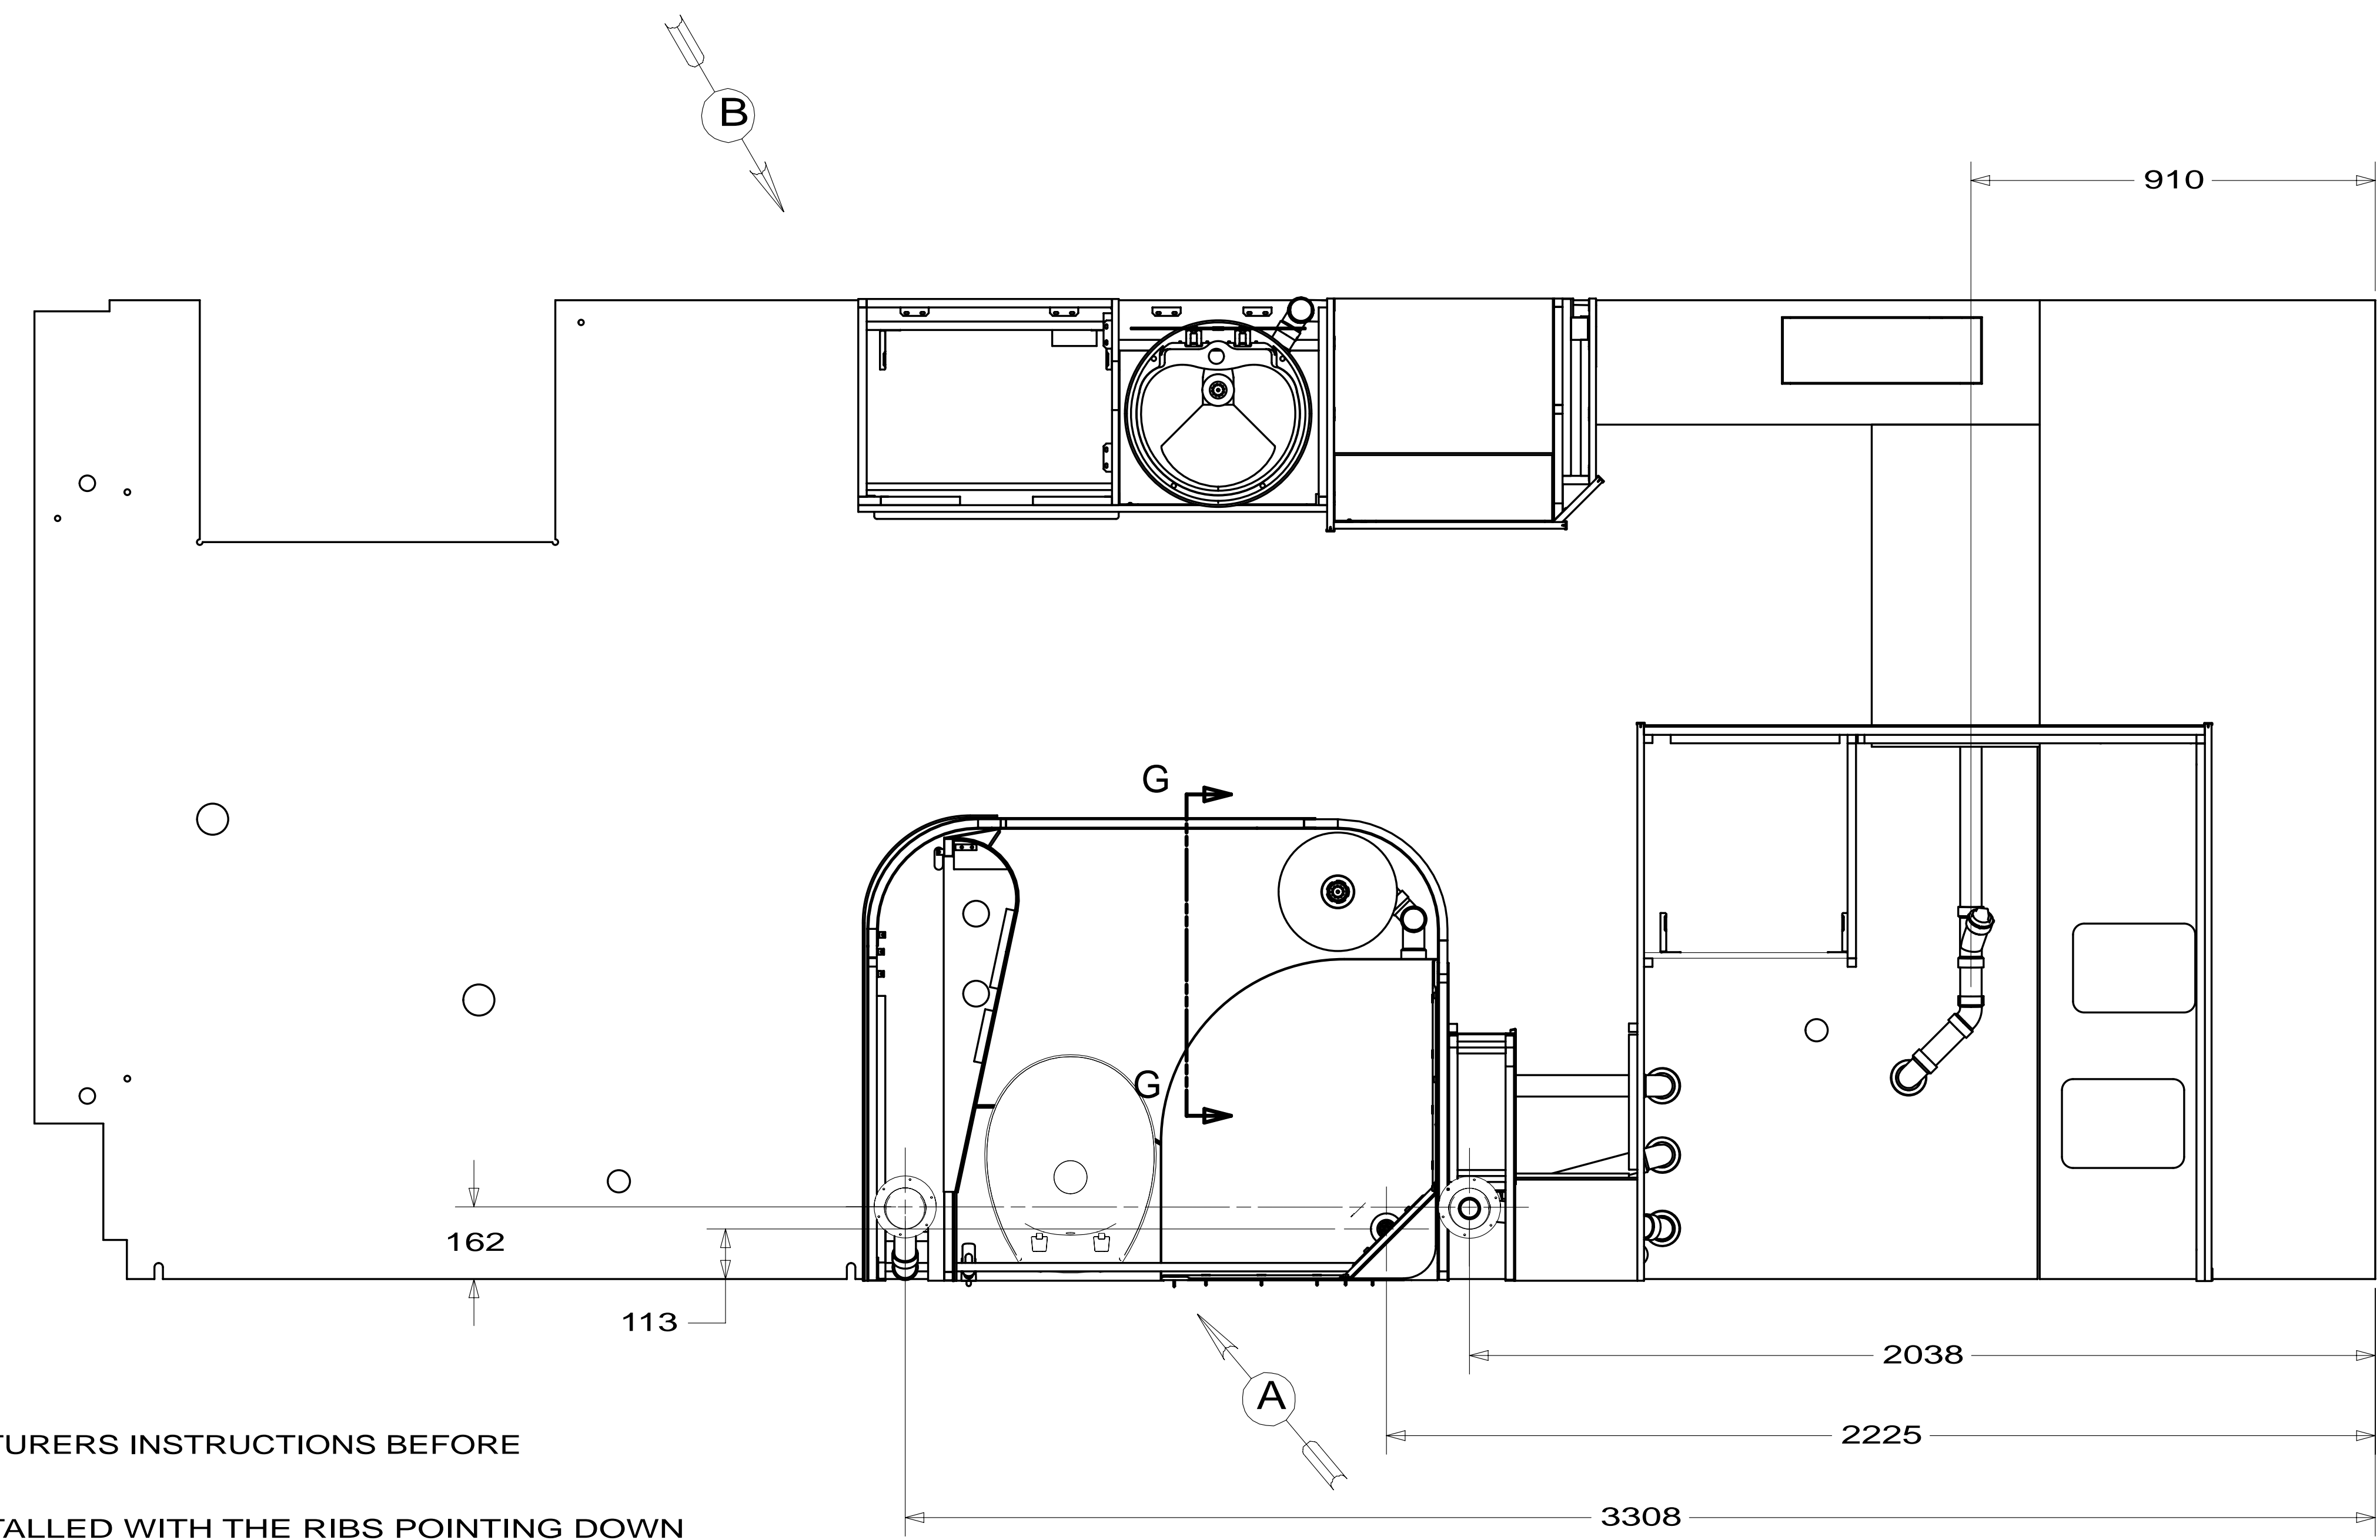 B
910
G
G
162
113
2038
A
2225
TURERS INSTRUCTIONS BEFORE
3308
TALLED WITH THE RIBS POINTING DOWN